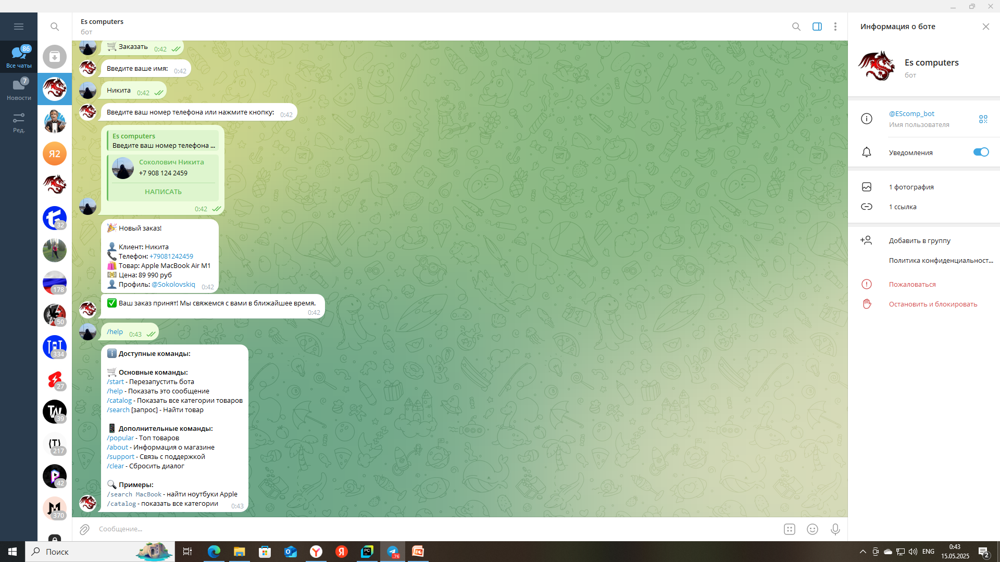 86
Все чаты
7
Новости
Ред.
Я2
32
178
50
334
27
39
217
42
370
Es computers
бот
Заказать 0:42
Введите ваше имя: 0:42
Никита 0:42
Введите ваш номер телефона или нажмите кнопку: 0:42
Es computers
Введите ваш номер телефона ...
Соколович Никита
+7 908 124 2459
НАПИСАТЬ
0:42
Новый заказ!
Клиент: Никита
Телефон: +79081242459
Товар: Apple MacBook Air M1
Цена: 89 990 руб
Профиль: @Sokolovskiq 0:42
Ваш заказ принят! Мы свяжемся с вами в ближайшее время.
0:42
/help 0:43
Доступные команды:
Основные команды:
/start - Перезапустить бота
/help - Показать это сообщение
/catalog - Показать все категории товаров
/search [запрос] - Найти товар
Дополнительные команды:
/popular - Топ товаров
/about - Информация о магазине
/support - Связь с поддержкой
/clear - Сбросить диалог
Примеры:
/search MacBook - найти ноутбуки Apple
/catalog - показать все категории 0:43
Сообщение...
Информация о боте
Es computers
бот
@EScomp_bot
Имя пользователя
Уведомления
1 фотография
1 ссылка
Добавить в группу
Политика конфиденциальност...
Пожаловаться
Остановить и блокировать
Поиск
PC
.76
ENG
0:43
15.05.2025
2